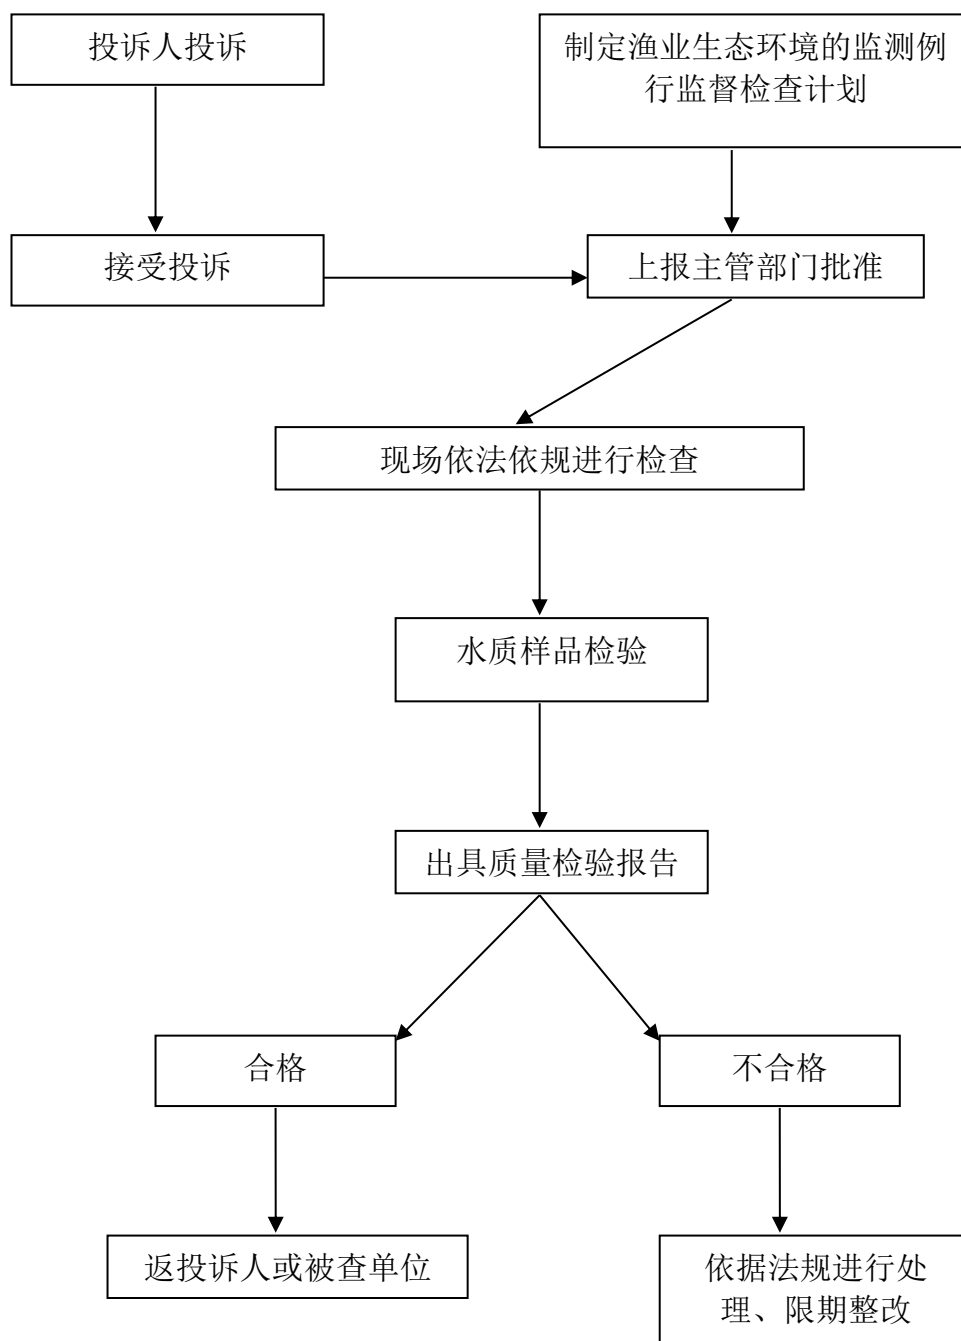 投诉人投诉
制定渔业生态环境的监测例
行监督检查计划
接受投诉
上报主管部门批准
现场依法依规进行检查
水质样品检验
出具质量检验报告
合格
不合格
返投诉人或被查单位
依据法规进行处
理、限期整改